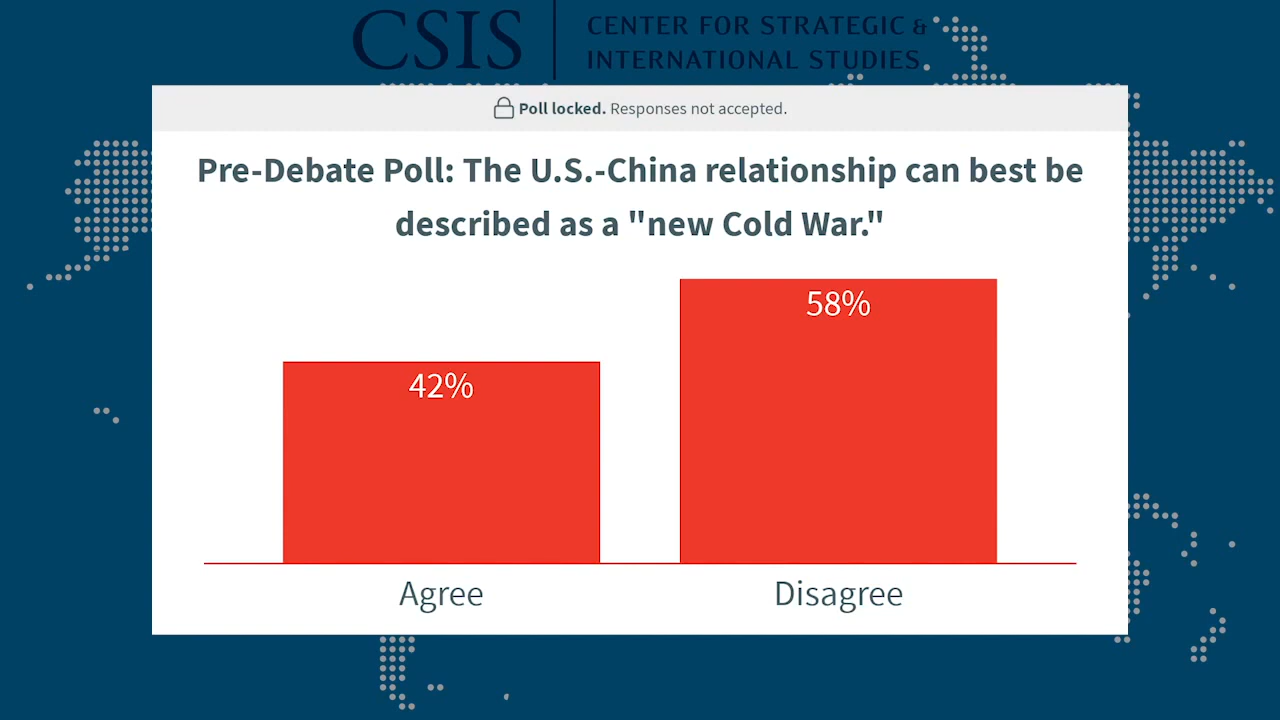 CSIS
CENTER FOR STRATEGIC &
INTERNATIONAL STUDIES
Poll locked. Responses not accepted.
Pre-Debate Poll: The U.S.-China relationship can best be
described as a "new Cold War."
58%
42%
Agree
Disagree